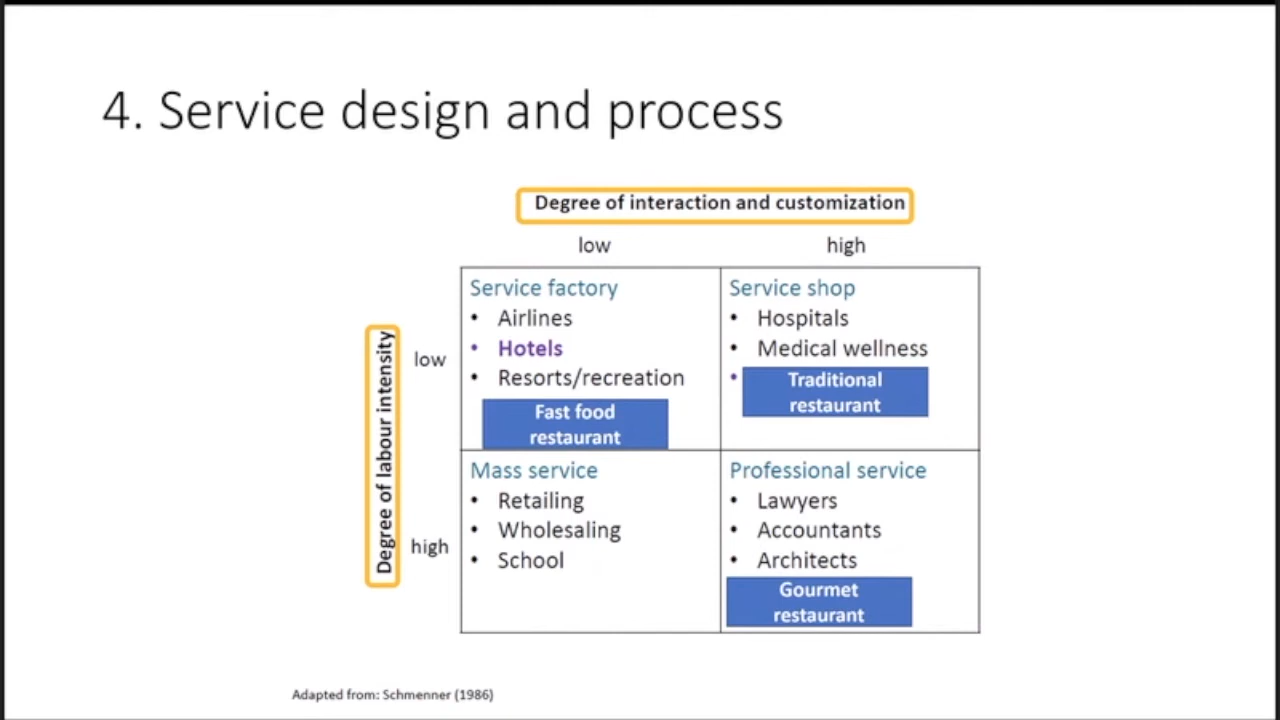 4. Service design and process
Degree of interaction and customization
low
high
Degree of labour intensity
low
Service factory
• Airlines
• Hotels
• Resorts/recreation
Fast food
restaurant
Service shop
• Hospitals
• Medical wellness
•
Traditional
restaurant
high
Mass service
• Retailing
• Wholesaling
• School
Professional service
• Lawyers
• Accountants
• Architects
Gourmet
restaurant
Adapted from: Schmenner (1986)